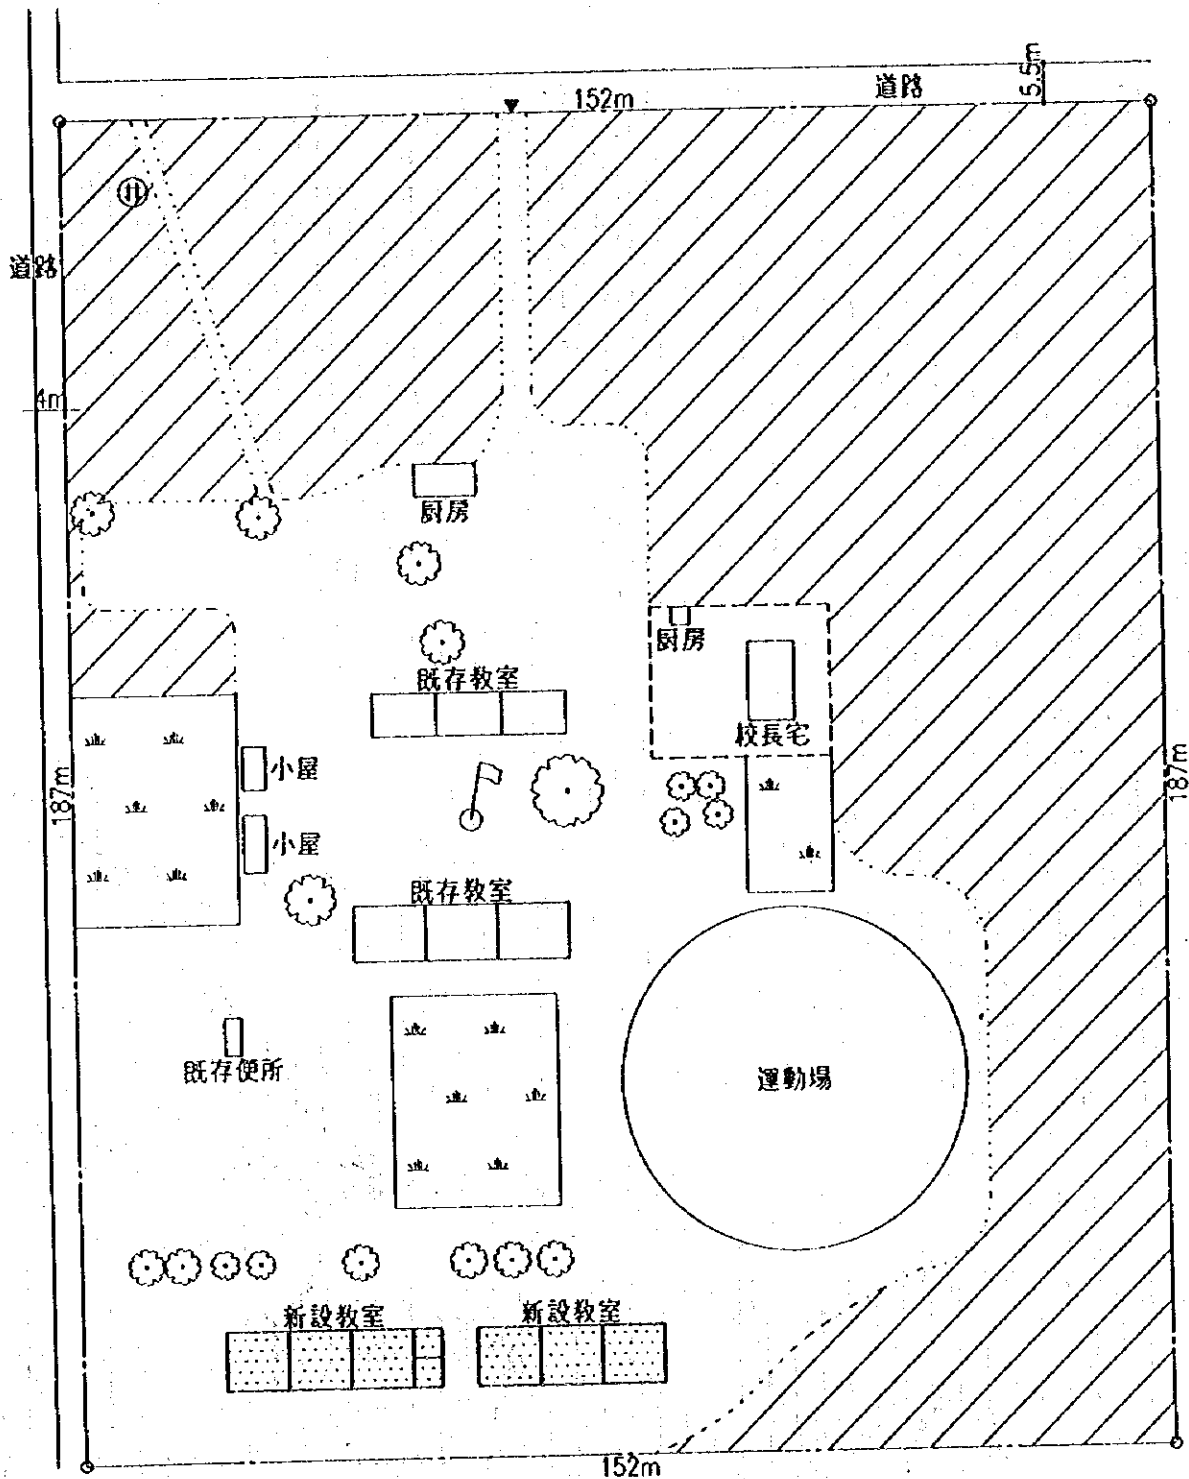 5.5m
道路
152m
道路
4m
厨房
厨房
既存教室
校長宅
小屋
187m
187m
小屋
既存教室
既存便所
運動場
新設教室
新設教室
152m